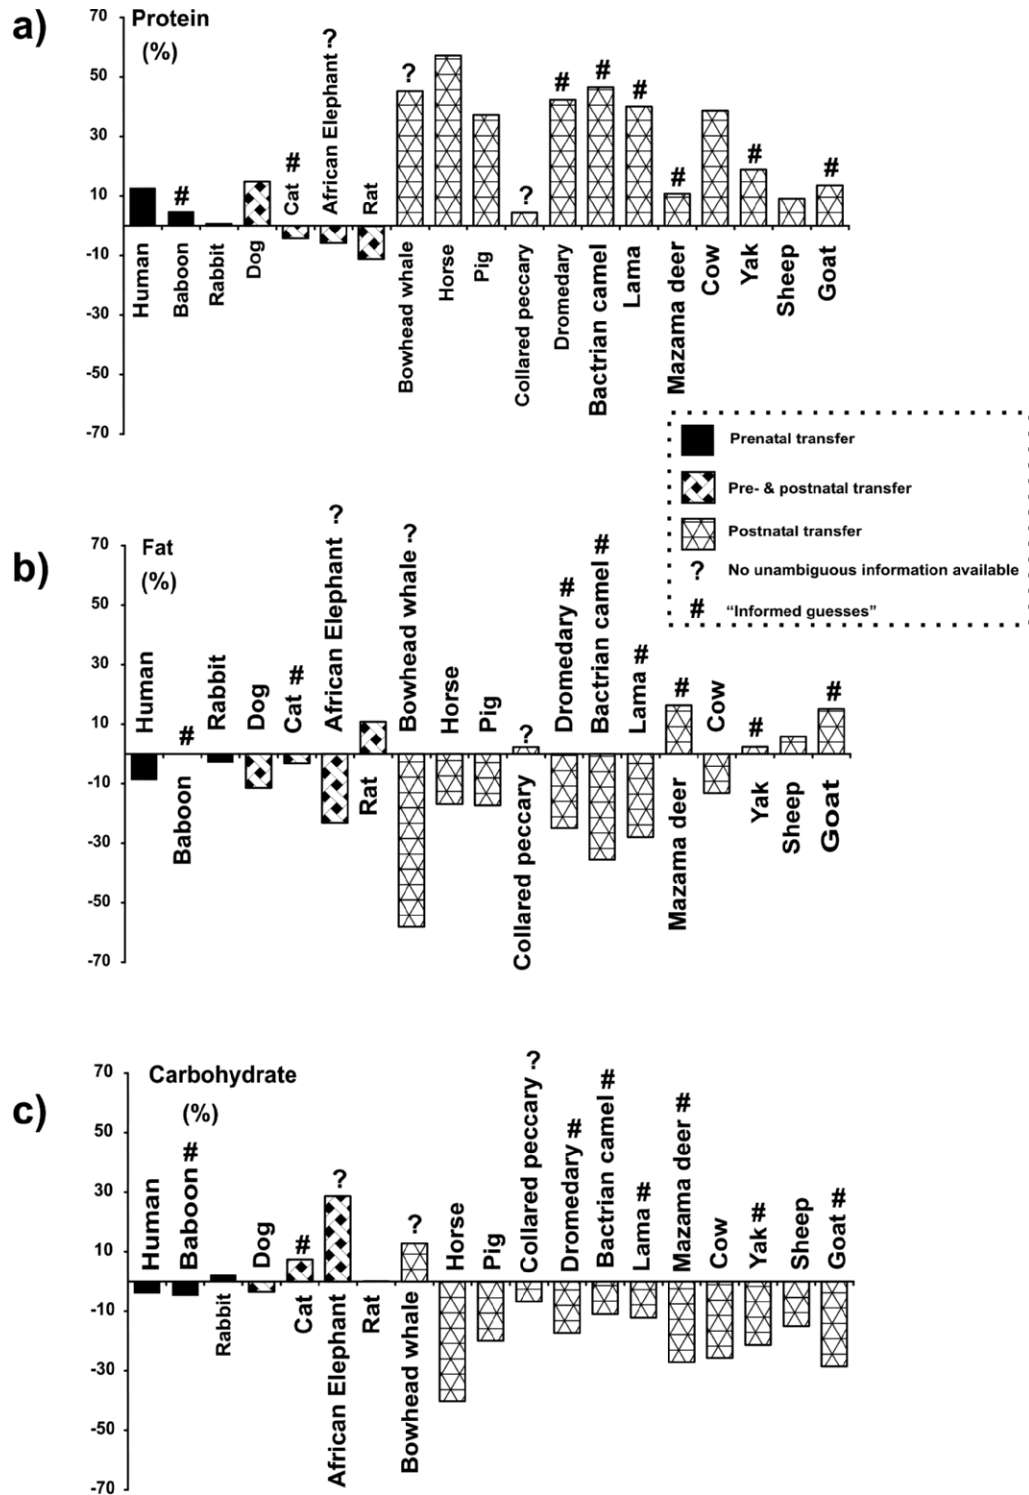 a)
Protein
(%)
70
50
30
10
-10
-30
-50
-70
Human
Baboon #
Rabbit
Dog
Cat #
African Elephant ?
Rat
Bowhead whale ?
Horse
Pig
Collared peccary ?
Dromedary #
Bactrian camel #
Lama #
Mazama deer #
Cow
Yak #
Sheep
Goat #
Prenatal transfer
Pre- & postnatal transfer
Postnatal transfer
? No unambiguous information available
# “Informed guesses”
b)
Fat
(%)
70
50
30
10
-10
-30
-50
-70
Human
Baboon #
Rabbit
Dog
Cat #
African Elephant ?
Rat
Bowhead whale ?
Horse
Pig
Collared peccary ?
Dromedary #
Bactrian camel #
Lama #
Mazama deer #
Cow
Yak #
Sheep
Goat #
c)
Carbohydrate
(%)
70
50
30
10
-10
-30
-50
-70
Human
Baboon #
Rabbit
Dog
Cat #
African Elephant ?
Rat
Bowhead whale ?
Horse
Pig
Collared peccary ?
Dromedary #
Bactrian camel #
Lama #
Mazama deer #
Cow
Yak #
Sheep
Goat #